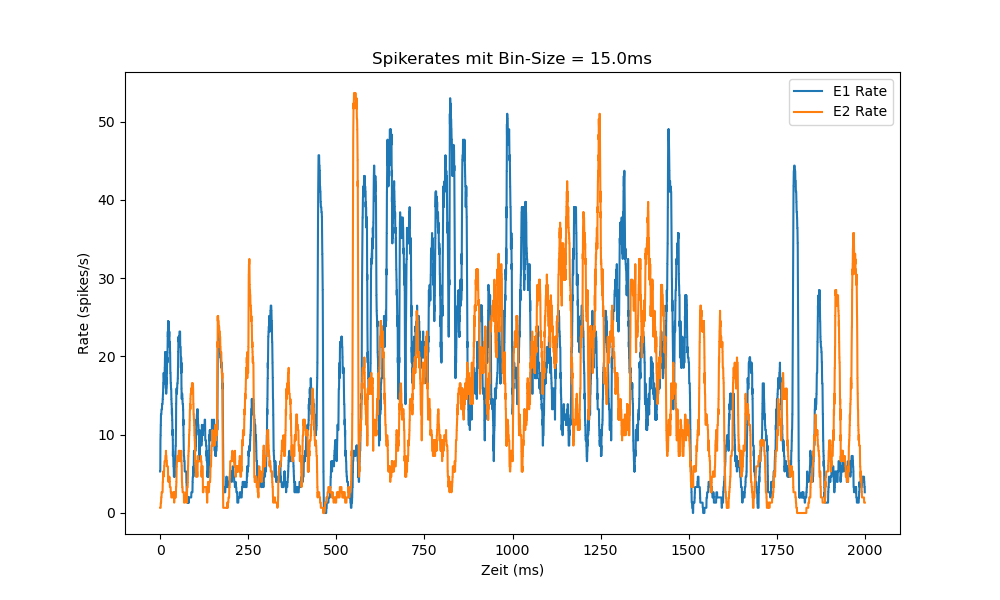 Spikerates mit Bin-Size = 15.0ms
E1 Rate
E2 Rate
Rate (spikes/s)
50
40
30
20
10
0
0 250 500 750 1000 1250 1500 1750 2000
Zeit (ms)